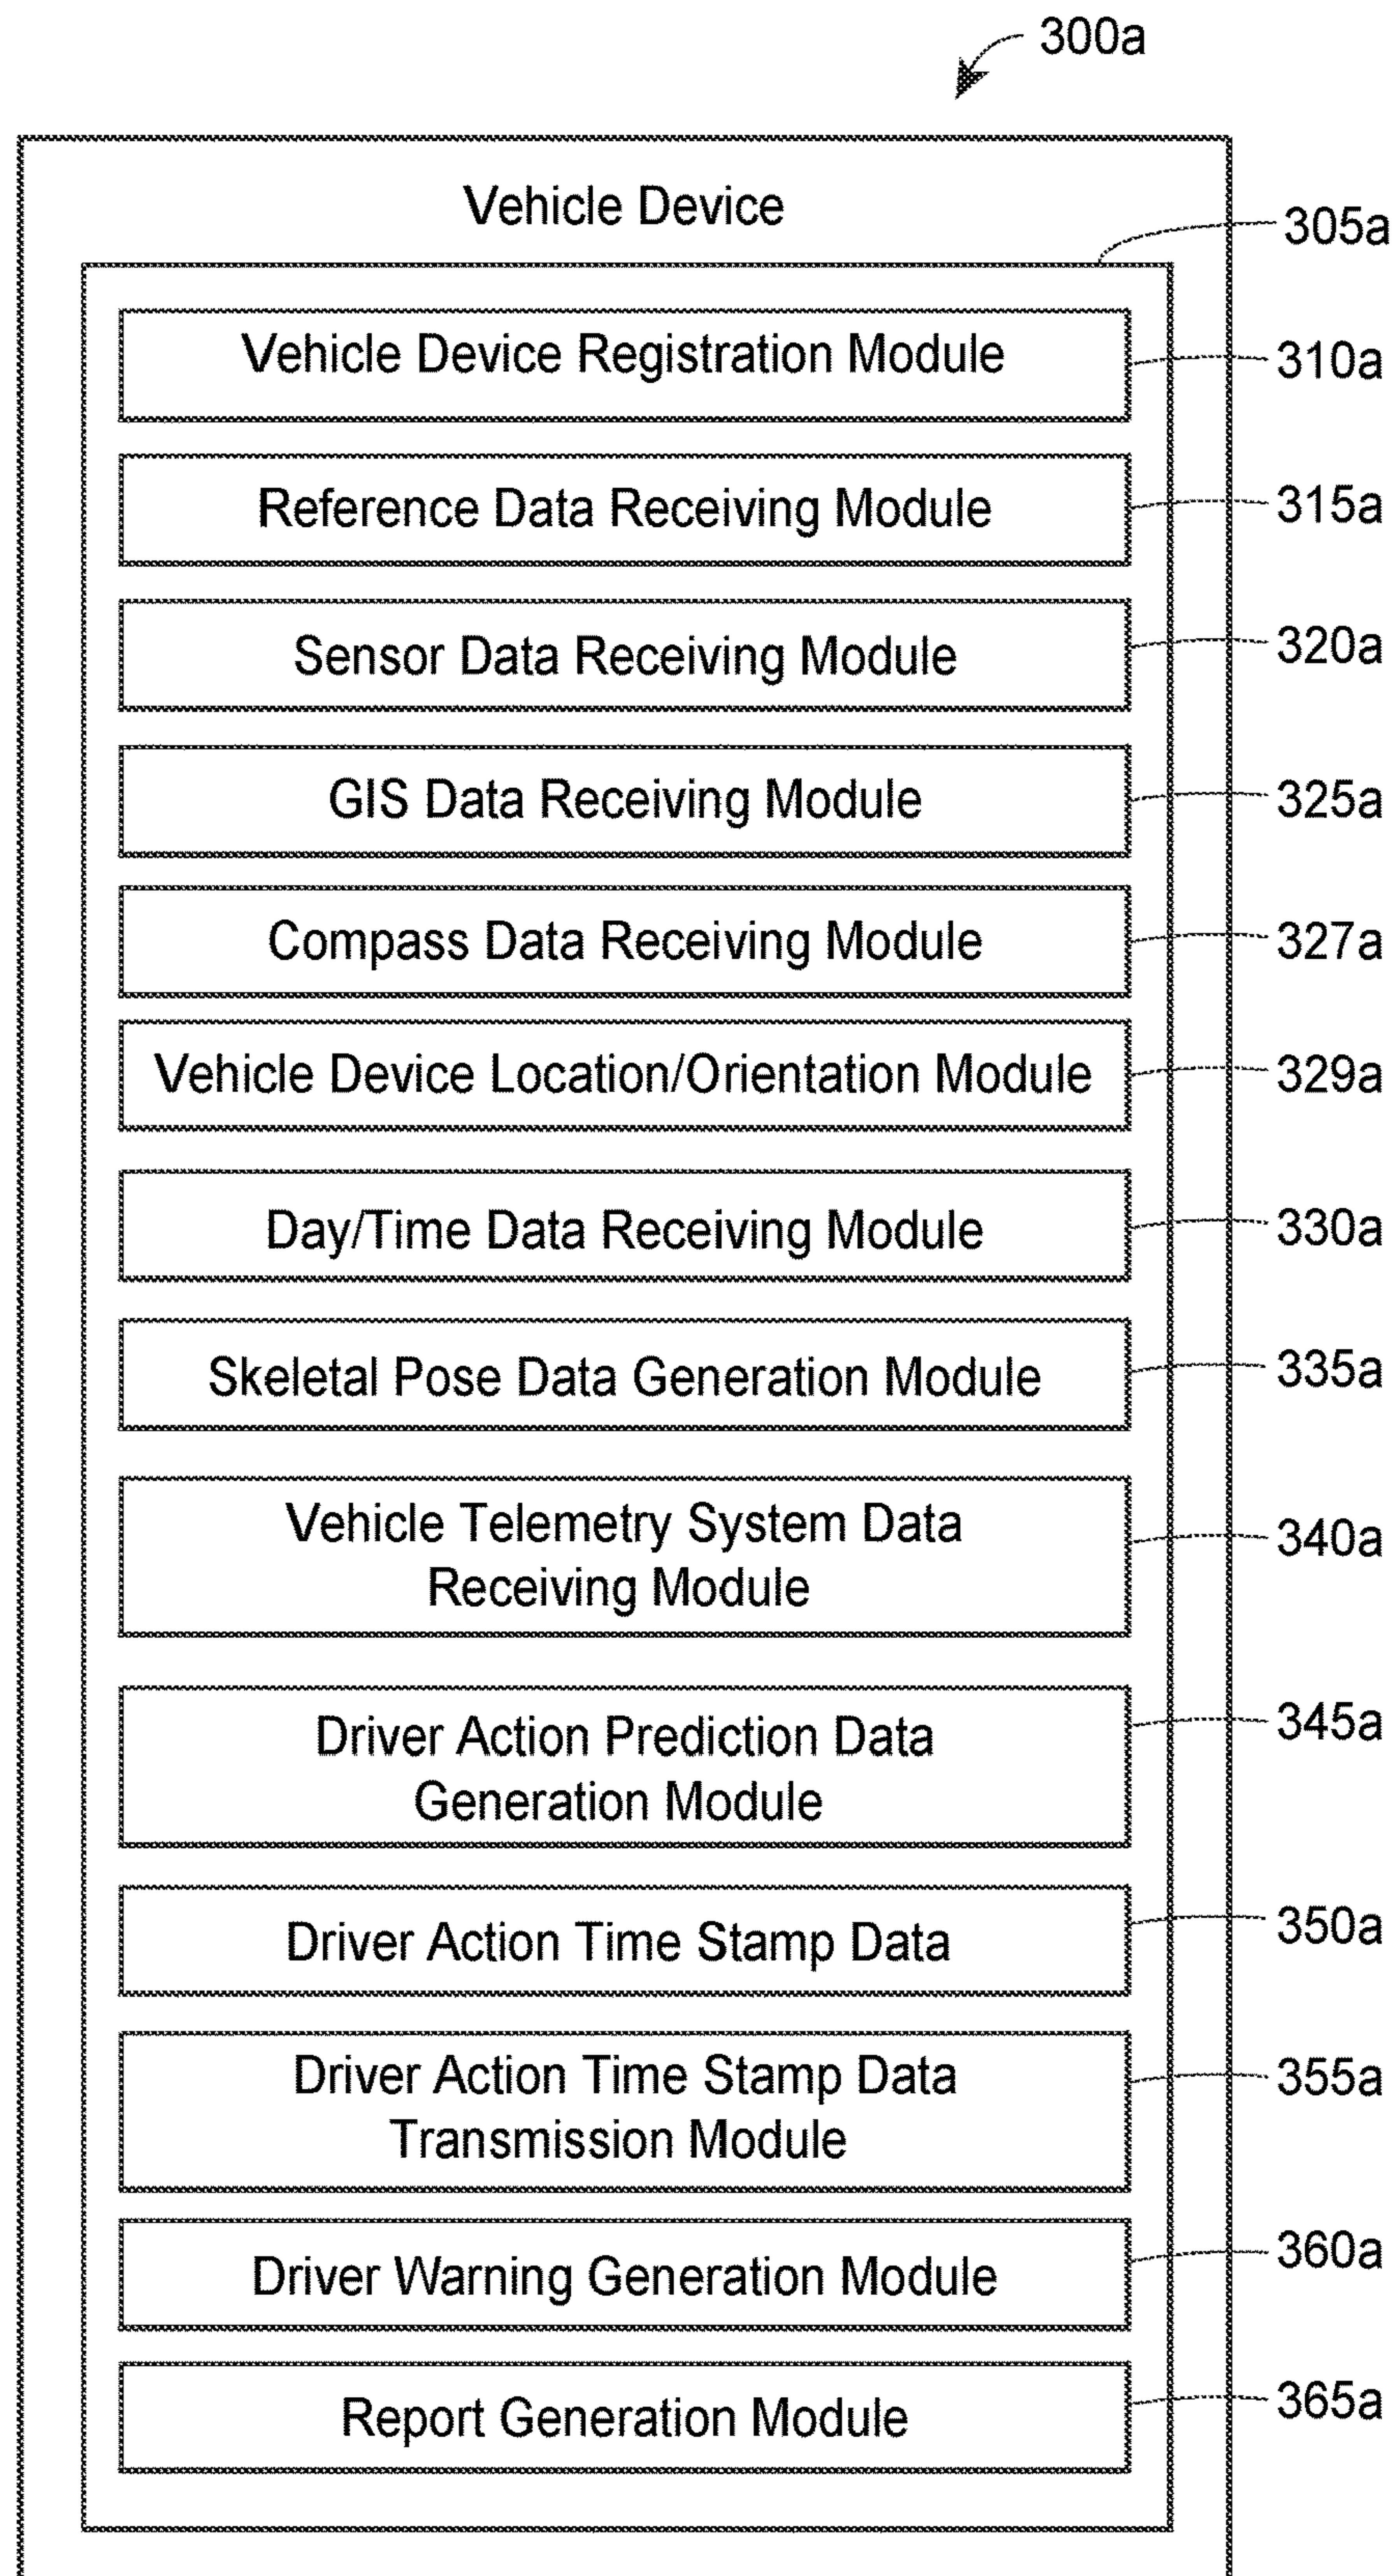 300a
Vehicle Device
305a
Vehicle Device Registration Module
310a
Reference Data Receiving Module
315a
Sensor Data Receiving Module
320a
GIS Data Receiving Module
325a
Compass Data Receiving Module
327a
Vehicle Device Location/Orientation Module
329a
Day/Time Data Receiving Module
330a
Skeletal Pose Data Generation Module
335a
Vehicle Telemetry System Data
Receiving Module
340a
Driver Action Prediction Data
Generation Module
345a
Driver Action Time Stamp Data
350a
Driver Action Time Stamp Data
Transmission Module
355a
Driver Warning Generation Module
360a
Report Generation Module
365a